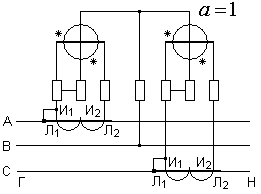 a=1
* *
* *
А И₁ И₂
Л₁ Л₂
В
С И₁ И₂
Г Л₁ Л₂ Н